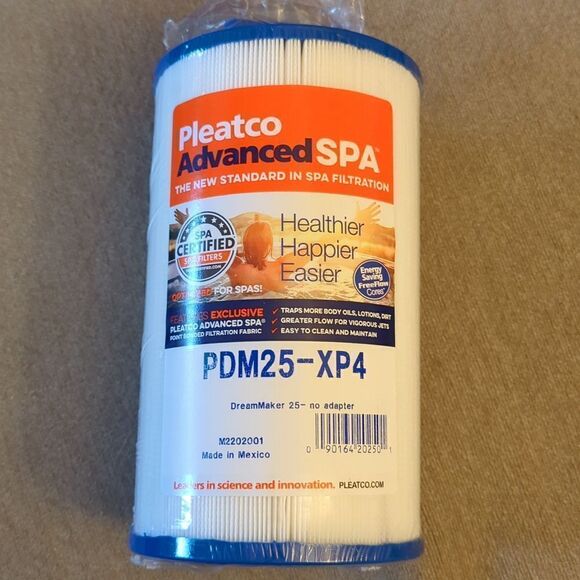 Pleatco
AdvancedSPA
THE NEW STANDARD IN SPA FILTRATION
SPA
CERTIFIED
SPA FILTERS
Healthier
Happier
Easier
Energy
Saving
FreeFlow
Cores
FOR SPAS!
FEATURES EXCLUSIVE
PLEATCO ADVANCED SPA®
POINT BONDED FILTRATION FABRIC
✓ TRAPS MORE BODY OILS, LOTIONS, DIRT
✓ GREATER FLOW FOR VIGOROUS JETS
✓ EASY TO CLEAN AND MAINTAIN
PDM25-XP4
DreamMaker 25- no adapter
M2202001
Made in Mexico
0 90164 20250 1
Leaders in science and innovation. PLEATCO.COM